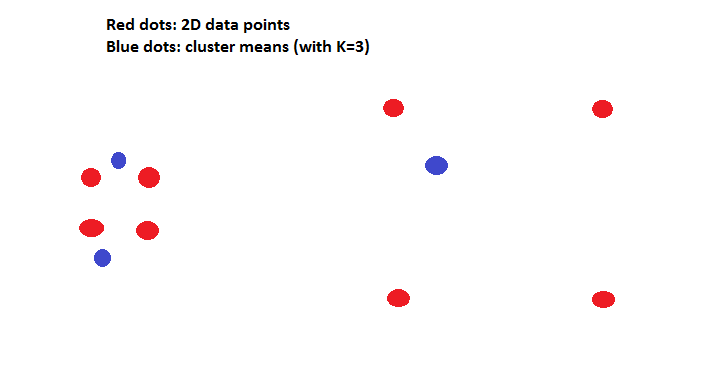 Red dots: 2D data points
Blue dots: cluster means (with K=3)